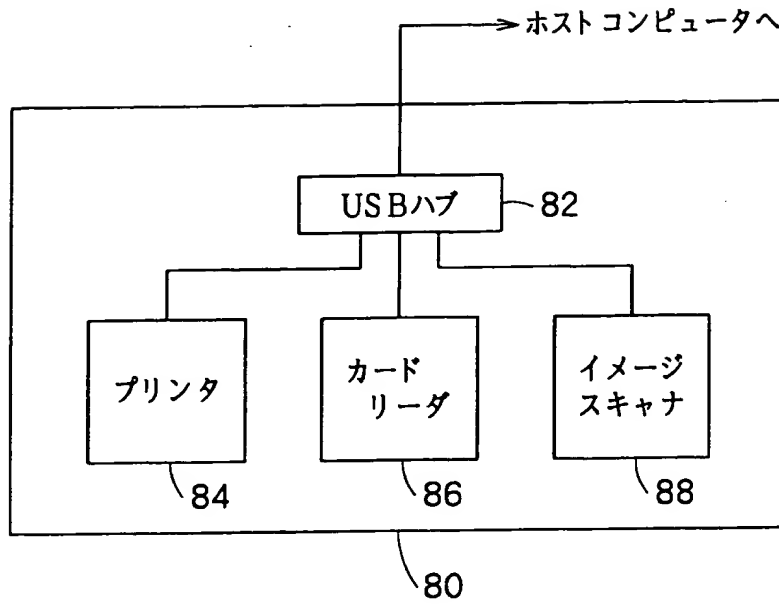 ホスト コンピュータへ
USBハブ
82
プリンタ
カード
リーダ
イメージ
スキャナ
84
86
88
80